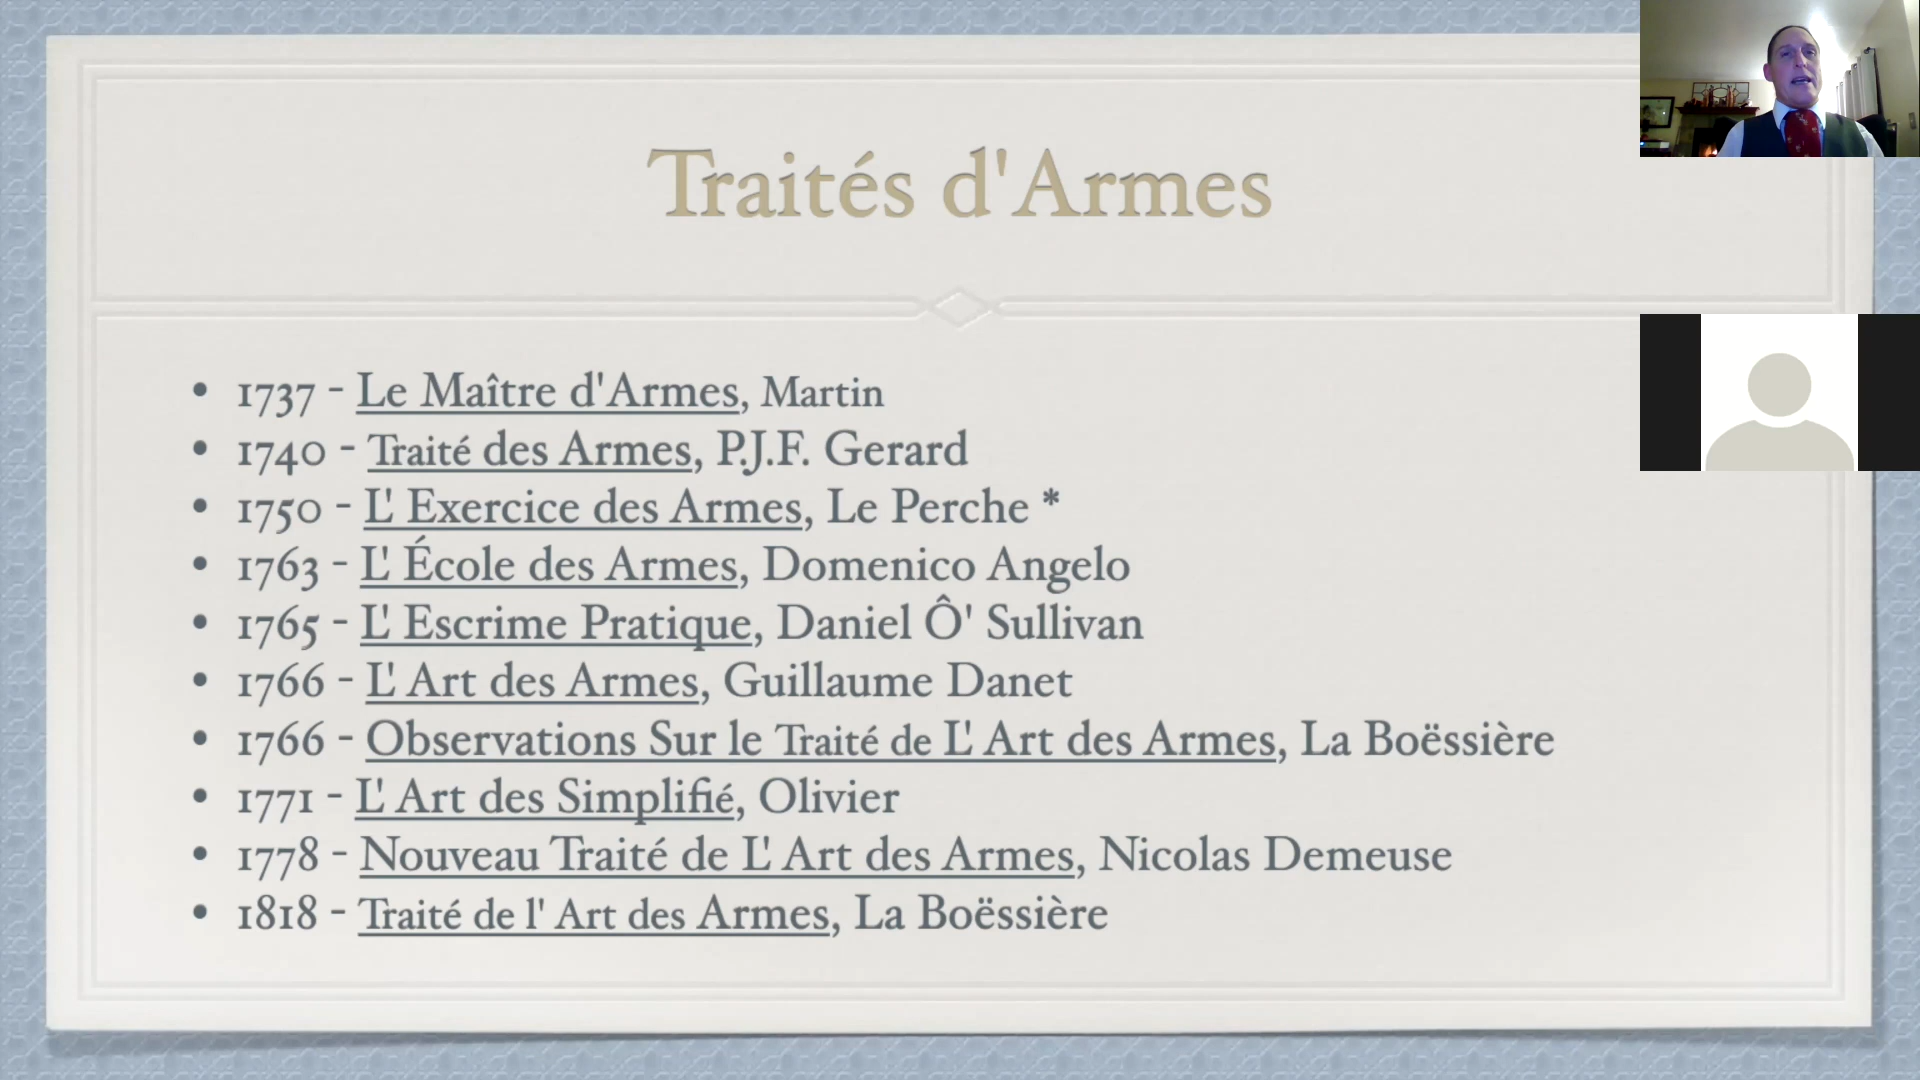 Traités d'Armes
• 1737 - Le Maître d'Armes, Martin
• 1740 - Traité des Armes, P.J.F. Gerard
• 1750 - L' Exercice des Armes, Le Perche *
• 1763 - L' École des Armes, Domenico Angelo
• 1765 - L' Escrime Pratique, Daniel Ô' Sullivan
• 1766 - L' Art des Armes, Guillaume Danet
• 1766 - Observations Sur le Traité de L' Art des Armes, La Boëssière
• 1771 - L' Art des Simplifié, Olivier
• 1778 - Nouveau Traité de L' Art des Armes, Nicolas Demeuse
• 1818 - Traité de l' Art des Armes, La Boëssière